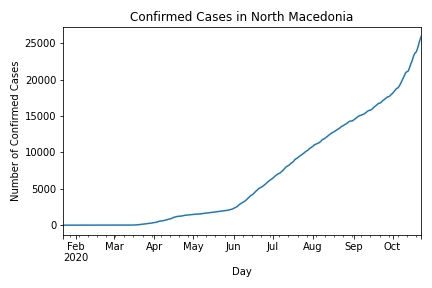 Confirmed Cases in North Macedonia
Number of Confirmed Cases
25000
20000
15000
10000
5000
0
Feb Mar Apr May Jun Jul Aug Sep Oct
2020
Day